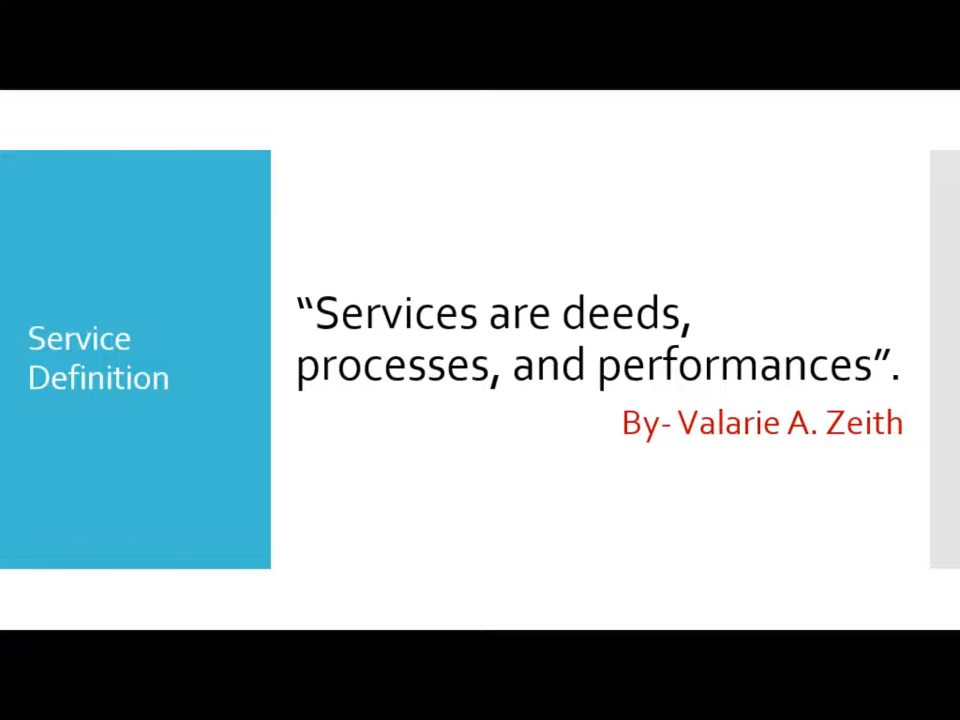 Service
Definition
“Services are deeds,
processes, and performances”.
By- Valarie A. Zeith